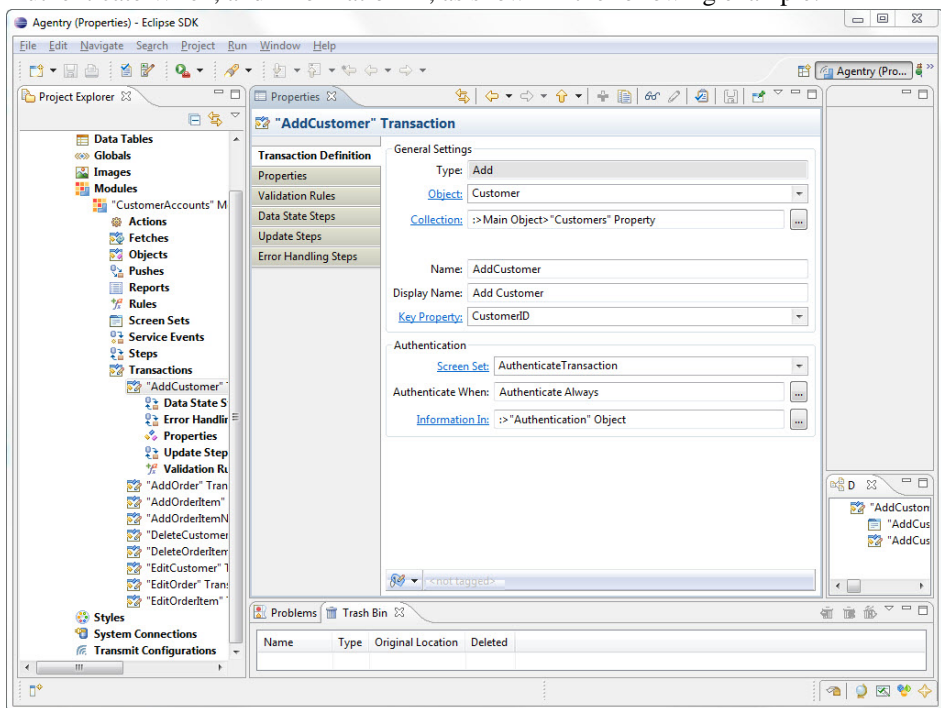 Agentry (Properties) - Eclipse SDK
File Edit Navigate Search Project Run Window Help
Agentry (Pro...
Project Explorer
Data Tables
Globals
Images
Modules
"CustomerAccounts" M
Actions
Fetches
Objects
Pushes
Reports
Rules
Screen Sets
Service Events
Steps
Transactions
"AddCustomer"
Data State S
Error Handlir
Properties
Update Step
Validation Ru
"AddOrder" Tran
"AddOrderItem"
"AddOrderItemN
"DeleteCustomer
"DeleteOrderItem
"EditCustomer" T
"EditOrder" Tran
"EditOrderItem"
Styles
System Connections
Transmit Configurations
Properties
"AddCustomer" Transaction
Transaction Definition
Properties
Validation Rules
Data State Steps
Update Steps
Error Handling Steps
General Settings
Type: Add
Object: Customer
Collection: :>Main Object>"Customers" Property
...
Name: AddCustomer
Display Name: Add Customer
Key Property: CustomerID
Authentication
Screen Set: AuthenticateTransaction
Authenticate When: Authenticate Always
...
Information In: :>"Authentication" Object
...
<not tagged>
D
"AddCustom
"AddCus
"AddCus
Problems Trash Bin
Name Type Original Location Deleted